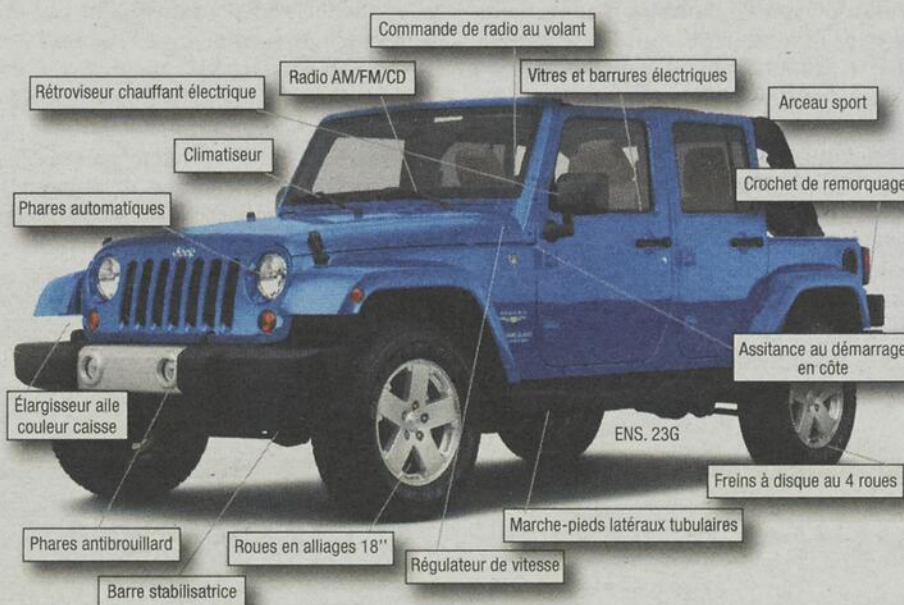 Commande de radio au volant
Radio AM/FM/CD
Vitres et barrures électriques
Rétroviseur chauffant électrique
Arceau sport
Climatiseur
Crochet de remorquage
Phares automatiques
Jeep
Assitance au démarrage
en côte
Élargisseur aile
couleur caisse
ENS. 23G
Freins à disque au 4 roues
Marche-pieds latéraux tubulaires
Phares antibrouillard
Roues en alliages 18''
Régulateur de vitesse
Barre stabilisatrice